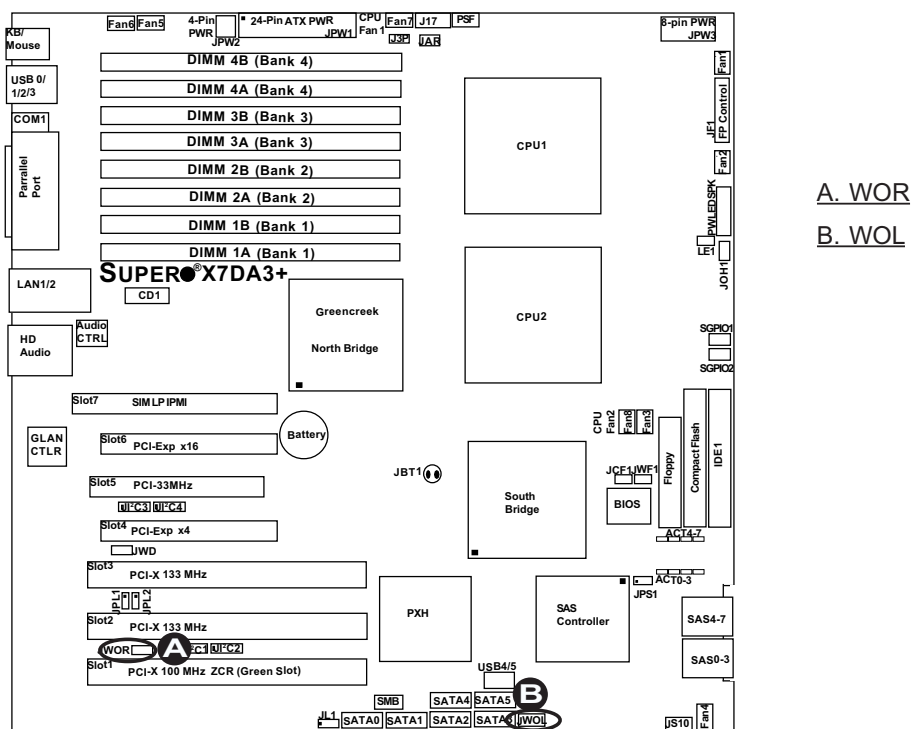 Fan6 Fan5 4-Pin PWR JPW2 24-Pin ATX PWR JPW1 CPU Fan 1 Fan7 J17 PSF
J3P JAR
8-pin PWR JPW3
KB/ Mouse
USB 0/ 1/2/3
COM1
Parrallel Port
DIMM 4B (Bank 4)
DIMM 4A (Bank 4)
DIMM 3B (Bank 3)
DIMM 3A (Bank 3)
DIMM 2B (Bank 2)
DIMM 2A (Bank 2)
DIMM 1B (Bank 1)
DIMM 1A (Bank 1)
CPU1
Fan1
JF1 FP Control
Fan2
PWLEDSPK
LE1
JOH1
A. WOR
B. WOL
SUPER®X7DA3+
LAN1/2
CD1
HD Audio
Audio CTRL
Greencreek
North Bridge
CPU2
SGPIO1
SGPIO2
Slot7 SIMLP IPMI
GLAN CTLR
Slot6 PCI-Exp x16
Battery
Slot5 PCI-33MHz
JI²C3 JI²C4
Slot4 PCI-Exp x4
JWD
JBT1
South Bridge
CPU Fan2 Fan8 Fan3
JCF1 JWF1
BIOS
Floppy
Compact Flash
IDE1
ACT4-7
ACT0-3
Slot3 PCI-X 133 MHz
JPL1 JPL2
Slot2 PCI-X 133 MHz
JWOR A ²C1 JI²C2
Slot1 PCI-X 100 MHz ZCR (Green Slot)
PXH
SAS Controller
JPS1
SAS4-7
SAS0-3
USB4/5
B
SMB SATA4 SATA5
JL1 SATA0 SATA1 SATA2 SATA3 JWOL
JS10 Fan4